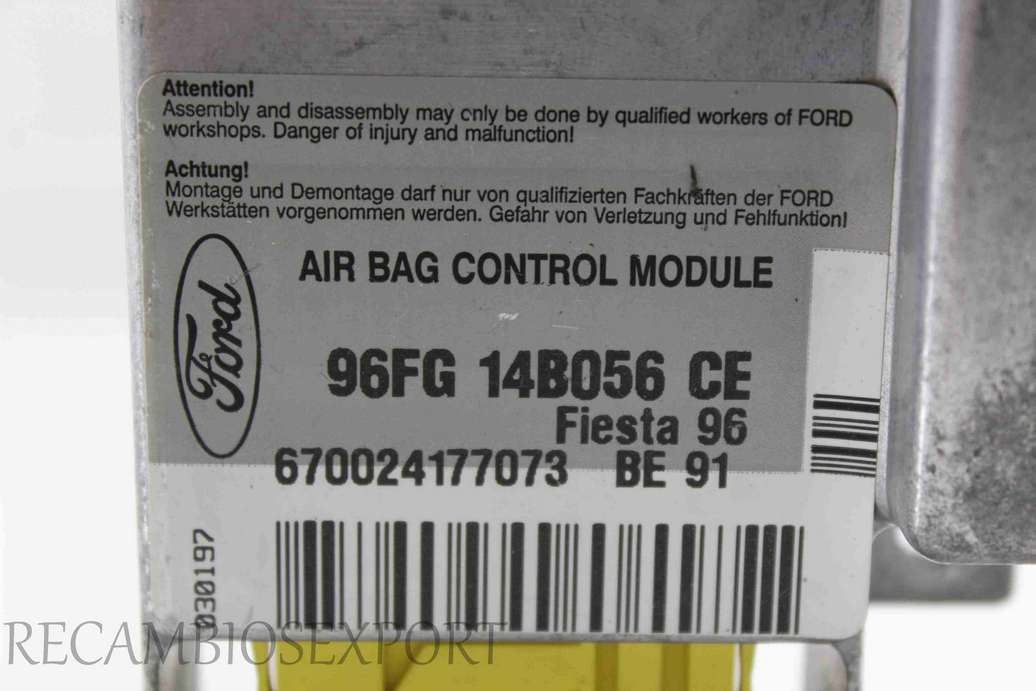 Attention!
Assembly and disassembly may only be done by qualified workers of FORD
workshops. Danger of injury and malfunction!
Achtung!
Montage und Demontage darf nur von qualifizierten Fachkräften der FORD
Werkstätten vorgenommen werden. Gefahr von Verletzung und Fehlfunktion!
Ford
AIR BAG CONTROL MODULE
96FG 14B056 CE
Fiesta 96
670024177073 BE 91
030197
RECAMBIOSEXPORT